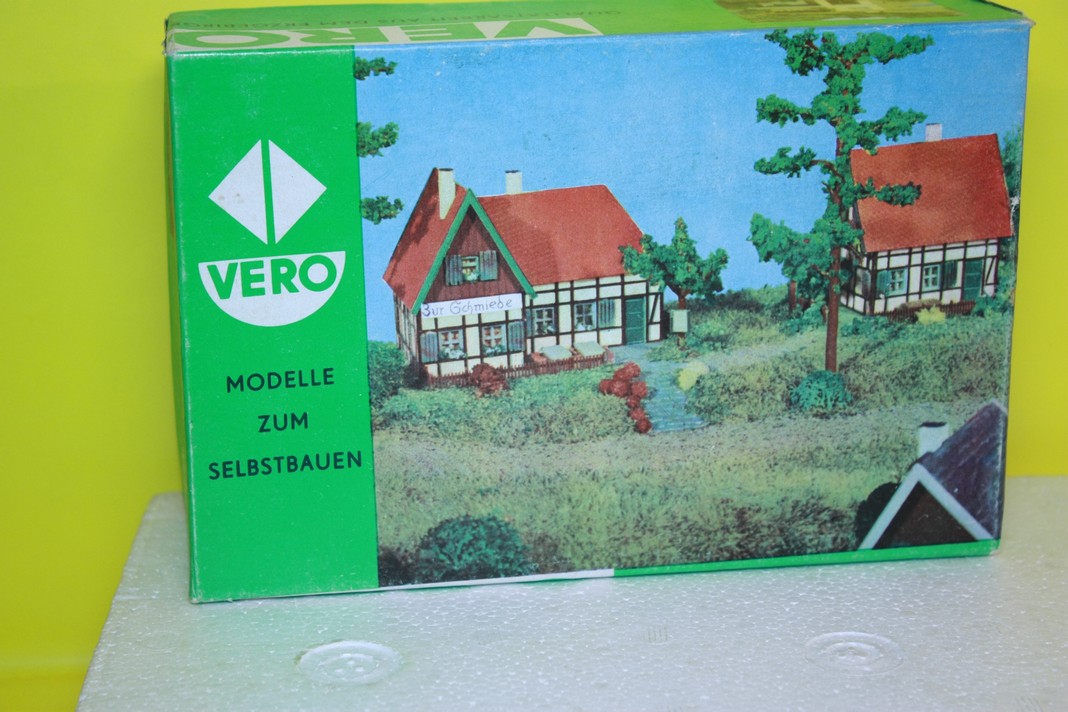 VERO
VERO
MODELLE
ZUM
SELBSTBAUEN
Zur Schmiede